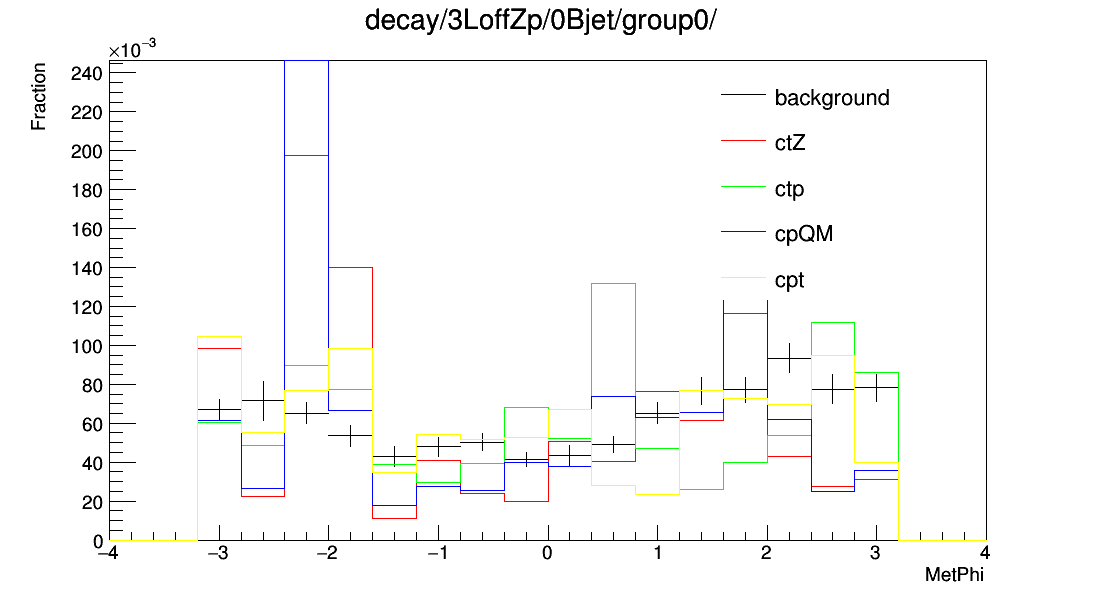 decay/3LoffZp/0Bjet/group0/
×10⁻³
Fraction
240
220
200
180
160
140
120
100
80
60
40
20
0
background
ctZ
ctp
cpQM
cpt
−4 −3 −2 −1 0 1 2 3 4
MetPhi